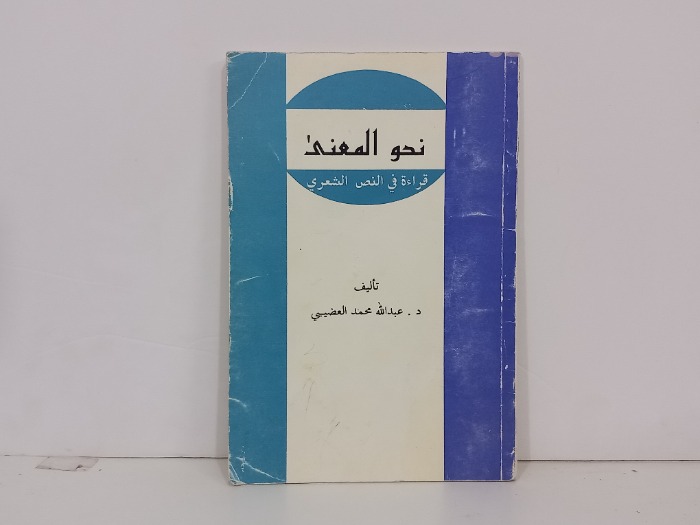 نحو المعنى
قراءة في النص الشعري
تأليف
د. عبدالله محمد العضيبي